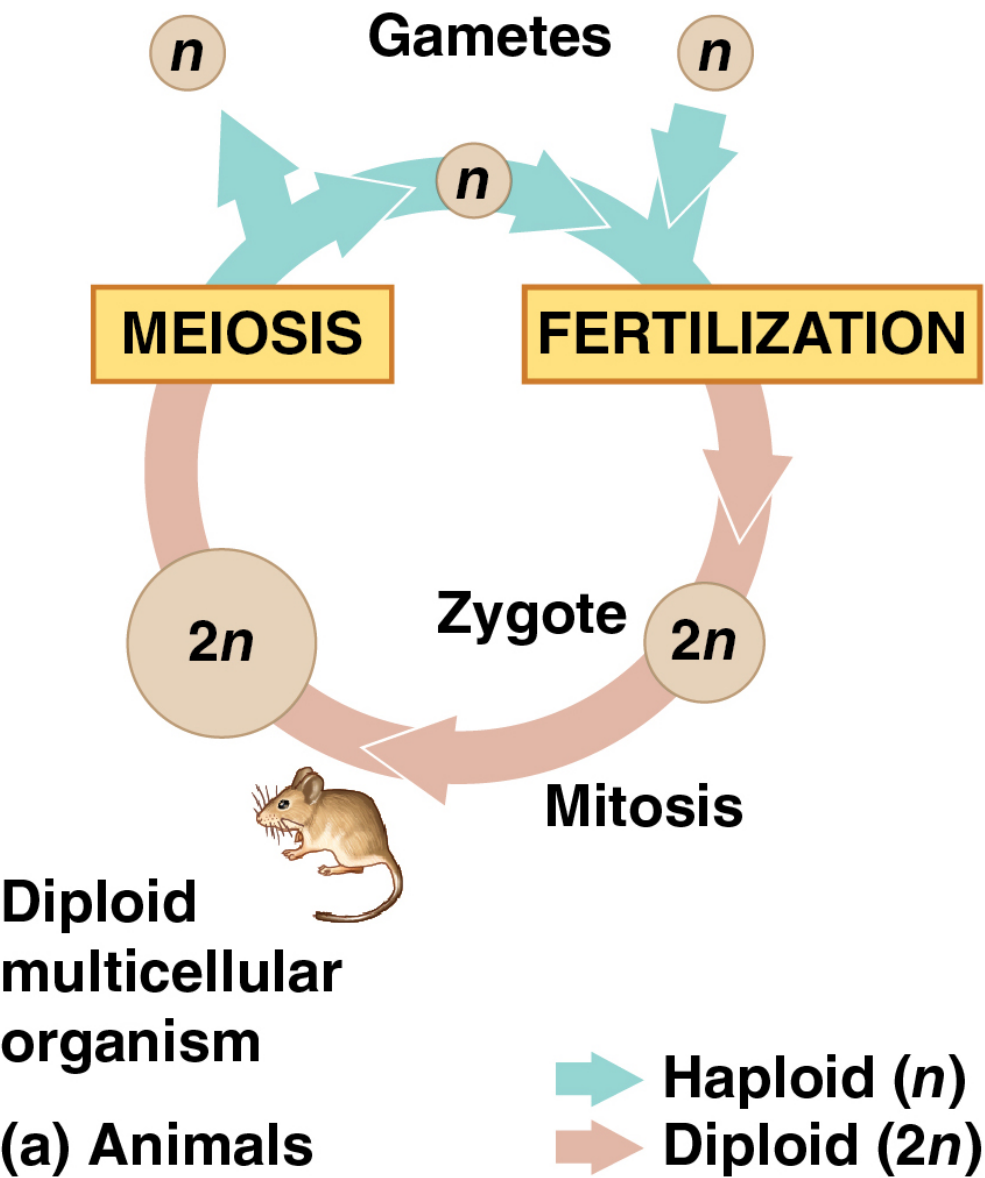 n
Gametes
n
n
MEIOSIS
FERTILIZATION
2n
Zygote
2n
Mitosis
Diploid
multicellular
organism
Haploid (n)
(a) Animals
Diploid (2n)